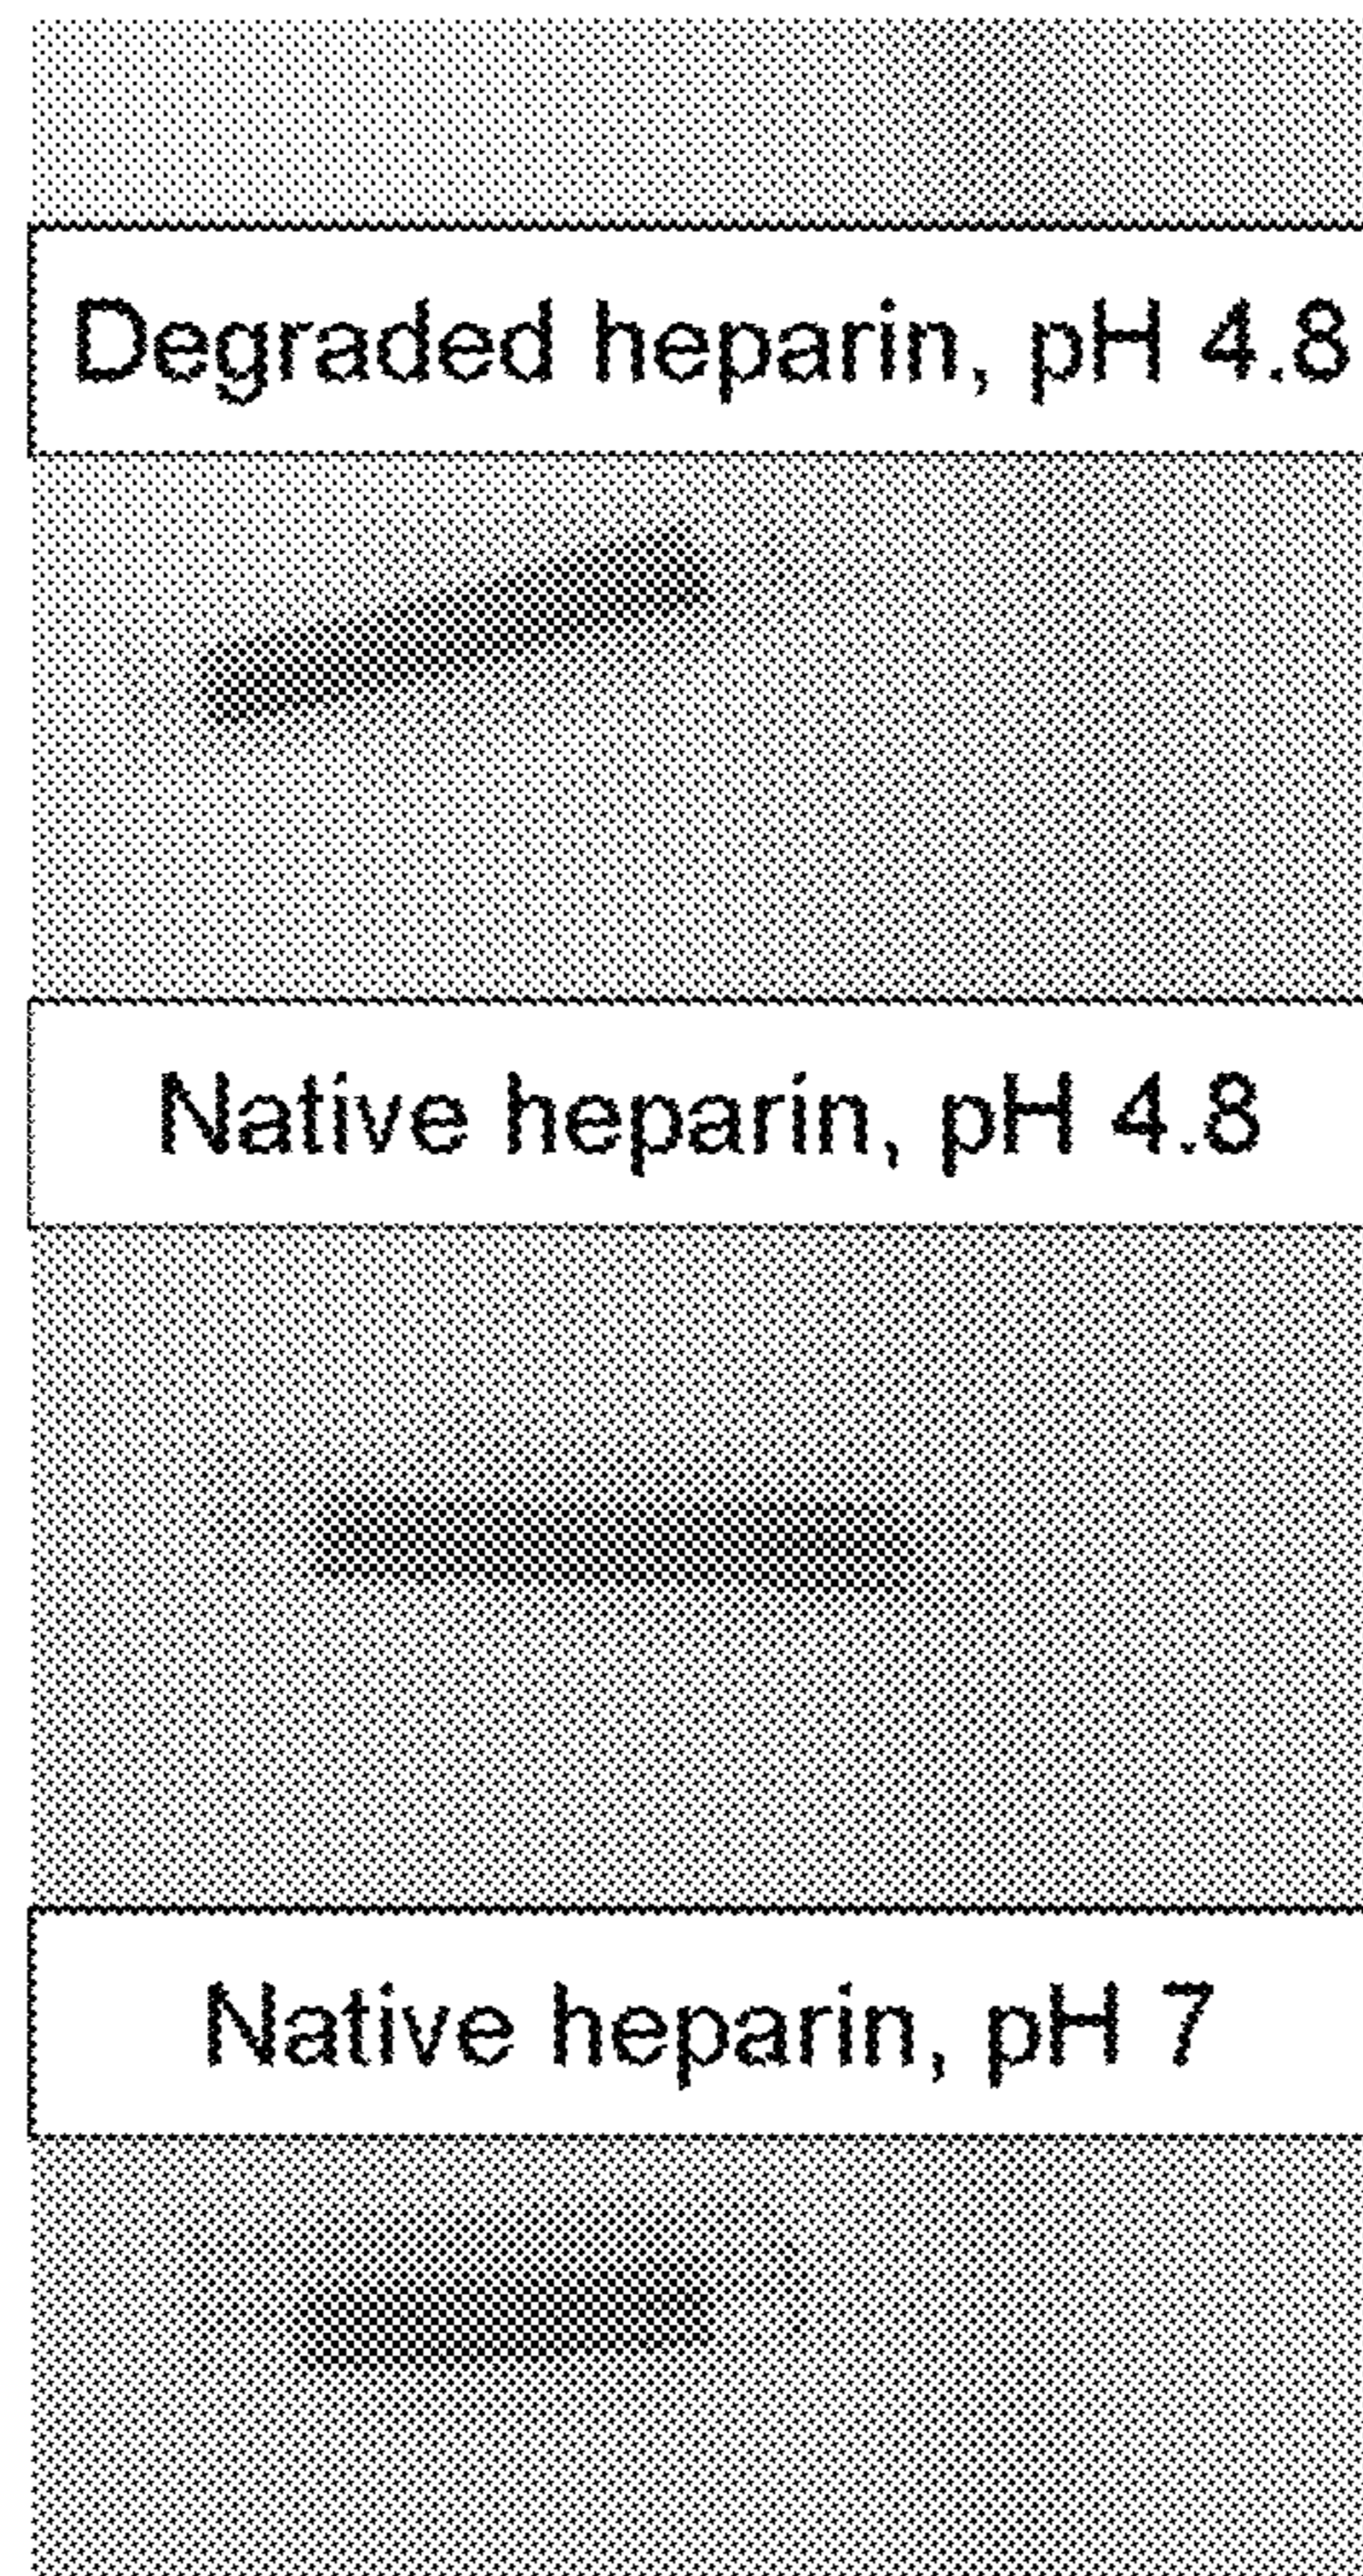 Degraded heparin, pH 4.8
Native heparin, pH 4.8
Native heparin, pH 7